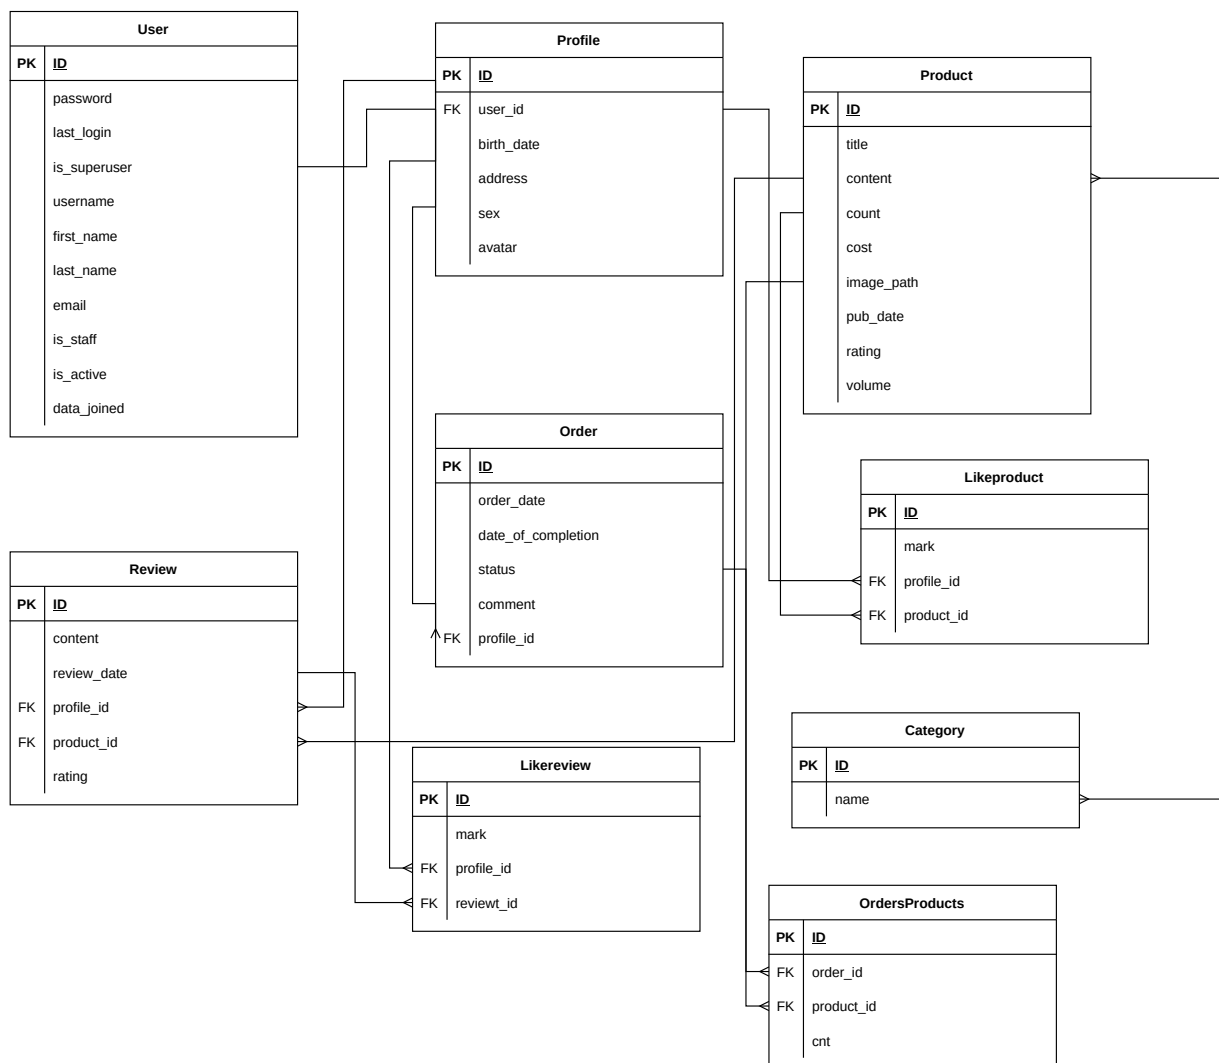 User
PK ID
password
last_login
is_superuser
username
first_name
last_name
email
is_staff
is_active
data_joined
Profile
PK ID
FK user_id
birth_date
address
sex
avatar
Product
PK ID
title
content
count
cost
image_path
pub_date
rating
volume
Order
PK ID
order_date
date_of_completion
status
comment
FK profile_id
Likeproduct
PK ID
mark
FK profile_id
FK product_id
Review
PK ID
content
review_date
FK profile_id
FK product_id
rating
Likereview
PK ID
mark
FK profile_id
FK reviewt_id
Category
PK ID
name
OrdersProducts
PK ID
FK order_id
FK product_id
cnt